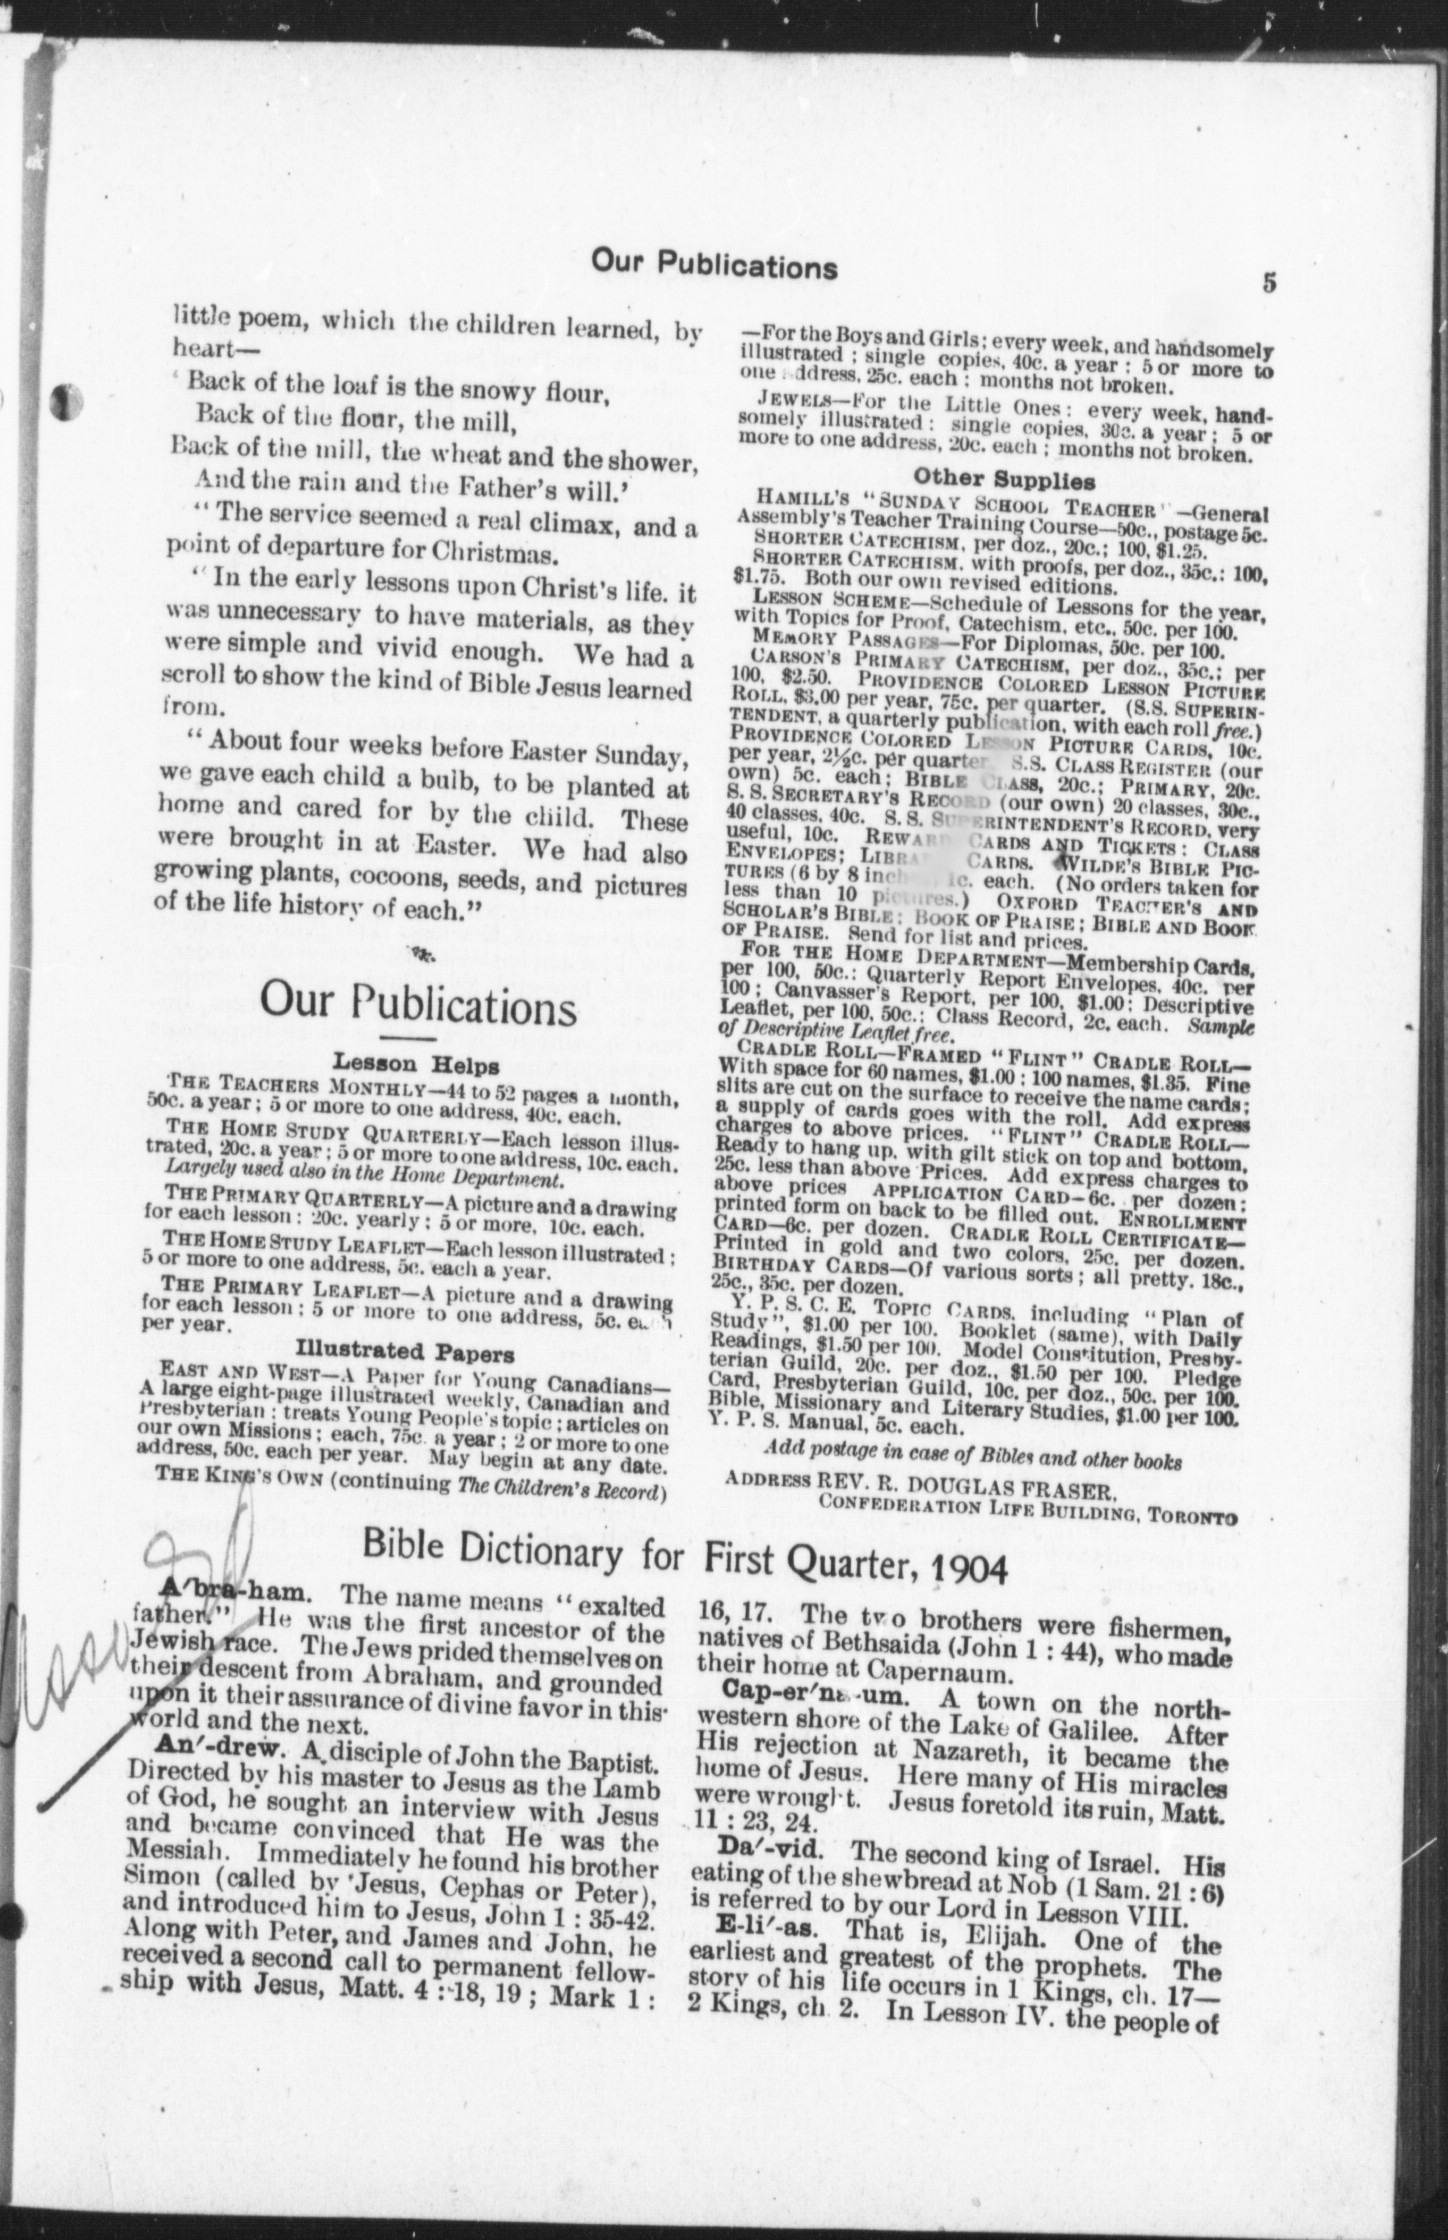 Our Publications
5
little poem, which the children learned, by
heart—
‘ Back of the loaf is the snowy flour,
Back of the flour, the mill,
Back of the mill, the wheat and the shower,
And the rain and the Father's will.’
“ The service seemed a real climax, and a
point of departure for Christmas.
“ In the early lessons upon Christ's life. it
was unnecessary to have materials, as they
were simple and vivid enough. We had a
scroll to show the kind of Bible Jesus learned
from.
“ About four weeks before Easter Sunday,
we gave each child a bulb, to be planted at
home and cared for by the child. These
were brought in at Easter. We had also
growing plants, cocoons, seeds, and pictures
of the life history of each.”
Our Publications
Lesson Helps
THE TEACHERS MONTHLY—44 to 52 pages a month,
50c. a year; 5 or more to one address, 40c. each.
THE HOME STUDY QUARTERLY—Each lesson illus-
trated, 20c. a year; 5 or more to one address, 10c. each.
Largely used also in the Home Department.
THE PRIMARY QUARTERLY—A picture and a drawing
for each lesson: 20c. yearly; 5 or more, 10c. each.
THE HOME STUDY LEAFLET—Each lesson illustrated;
5 or more to one address, 5c. each a year.
THE PRIMARY LEAFLET—A picture and a drawing
for each lesson; 5 or more to one address, 5c.
per year.
Illustrated Papers
EAST AND WEST—A Paper for Young Canadians—
A large eight-page illustrated weekly, Canadian and
Presbyterian: treats Young People's topic; articles on
our own Missions; each, 75c. a year; 2 or more to one
address, 50c. each per year. May begin at any date.
THE KING'S OWN (continuing The Children's Record)
—For the Boys and Girls; every week, and handsomely
illustrated; single copies, 40c. a year: 5 or more to
one ddress, 25c. each; months not broken.
JEWELS—For the Little Ones: every week, hand-
somely illustrated: single copies, 30c. a year; 5 or
more to one address, 20c. each; months not broken.
Other Supplies
HAMILL'S “SUNDAY SCHOOL TEACHER”—General
Assembly's Teacher Training Course—50c., postage 5c.
SHORTER CATECHISM, per doz., 20c.; 100, $1.25.
SHORTER CATECHISM. with proofs, per doz., 35c.: 100,
$1.75. Both our own revised editions.
LESSON SCHEME—Schedule of Lessons for the year,
with Topics for Proof, Catechism, etc., 50c. per 100.
MEMORY PASSAGES—For Diplomas, 50c. per 100.
CARSON'S PRIMARY CATECHISM, per doz., 35c.; per
100, $2.50. PROVIDENCE COLORED LESSON PICTURE
ROLL, $3.00 per year, 75c. per quarter. (S.S. SUPERIN-
TENDENT, a quarterly publication, with each roll free.)
PROVIDENCE COLORED LESSON PICTURE CARDS, 10c.
per year, 2½c. per quarter S.S. CLASS REGISTER (our
own) 5c. each; BIBLE CLASS, 20c.; PRIMARY, 20c.
S. S. SECRETARY'S RECORD (our own) 20 classes, 30c.,
40 classes, 40c. S. S. SUPERINTENDENT'S RECORD, very
useful, 10c. REWARD CARDS AND TICKETS: CLASS
ENVELOPES; LIBRA CARDS. WILDE'S BIBLE PIC-
TURES (6 by 8 inch 1c. each. (No orders taken for
less than 10 pictures.) OXFORD TEACHER'S AND
SCHOLAR'S BIBLE; BOOK OF PRAISE; BIBLE AND BOOK
OF PRAISE. Send for list and prices.
FOR THE HOME DEPARTMENT—Membership Cards,
per 100, 50c.: Quarterly Report Envelopes, 40c. per
100; Canvasser's Report, per 100, $1.00; Descriptive
Leaflet, per 100, 50c.; Class Record, 2c. each. Sample
of Descriptive Leaflet free.
CRADLE ROLL—FRAMED “FLINT” CRADLE ROLL—
With space for 60 names, $1.00: 100 names, $1.35. Fine
slits are cut on the surface to receive the name cards;
a supply of cards goes with the roll. Add express
charges to above prices. “FLINT” CRADLE ROLL—
Ready to hang up, with gilt stick on top and bottom,
25c. less than above Prices. Add express charges to
above prices APPLICATION CARD—6c. per dozen;
printed form on back to be filled out. ENROLLMENT
CARD—6c. per dozen. CRADLE ROLL CERTIFICATE—
Printed in gold and two colors, 25c. per dozen.
BIRTHDAY CARDS—Of various sorts; all pretty. 18c.,
25c., 35c. per dozen.
Y. P. S. C. E. TOPIC CARDS, including “Plan of
Study”, $1.00 per 100. Booklet (same), with Daily
Readings, $1.50 per 100. Model Constitution, Presby-
terian Guild, 20c. per doz., $1.50 per 100. Pledge
Card, Presbyterian Guild, 10c. per doz., 50c. per 100.
Bible, Missionary and Literary Studies, $1.00 per 100.
Y. P. S. Manual, 5c. each.
Add postage in case of Bibles and other books
ADDRESS REV. R. DOUGLAS FRASER,
CONFEDERATION LIFE BUILDING, TORONTO
Bible Dictionary for First Quarter, 1904
A′bra-ham. The name means “exalted
father.” He was the first ancestor of the
Jewish race. The Jews prided themselves on
their descent from Abraham, and grounded
upon it their assurance of divine favor in this
world and the next.
An′-drew. A disciple of John the Baptist.
Directed by his master to Jesus as the Lamb
of God, he sought an interview with Jesus
and became convinced that He was the
Messiah. Immediately he found his brother
Simon (called by Jesus, Cephas or Peter),
and introduced him to Jesus, John 1 : 35-42.
Along with Peter, and James and John, he
received a second call to permanent fellow-
ship with Jesus, Matt. 4 : 18, 19 ; Mark 1 :
16, 17. The two brothers were fishermen,
natives of Bethsaida (John 1 : 44), who made
their home at Capernaum.
Cap-er′na-um. A town on the north-
western shore of the Lake of Galilee. After
His rejection at Nazareth, it became the
home of Jesus. Here many of His miracles
were wrought. Jesus foretold its ruin, Matt.
11 : 23, 24.
Da′-vid. The second king of Israel. His
eating of the shewbread at Nob (1 Sam. 21 : 6)
is referred to by our Lord in Lesson VIII.
E-li′-as. That is, Elijah. One of the
earliest and greatest of the prophets. The
story of his life occurs in 1 Kings, ch. 17—
2 Kings, ch. 2. In Lesson IV. the people of